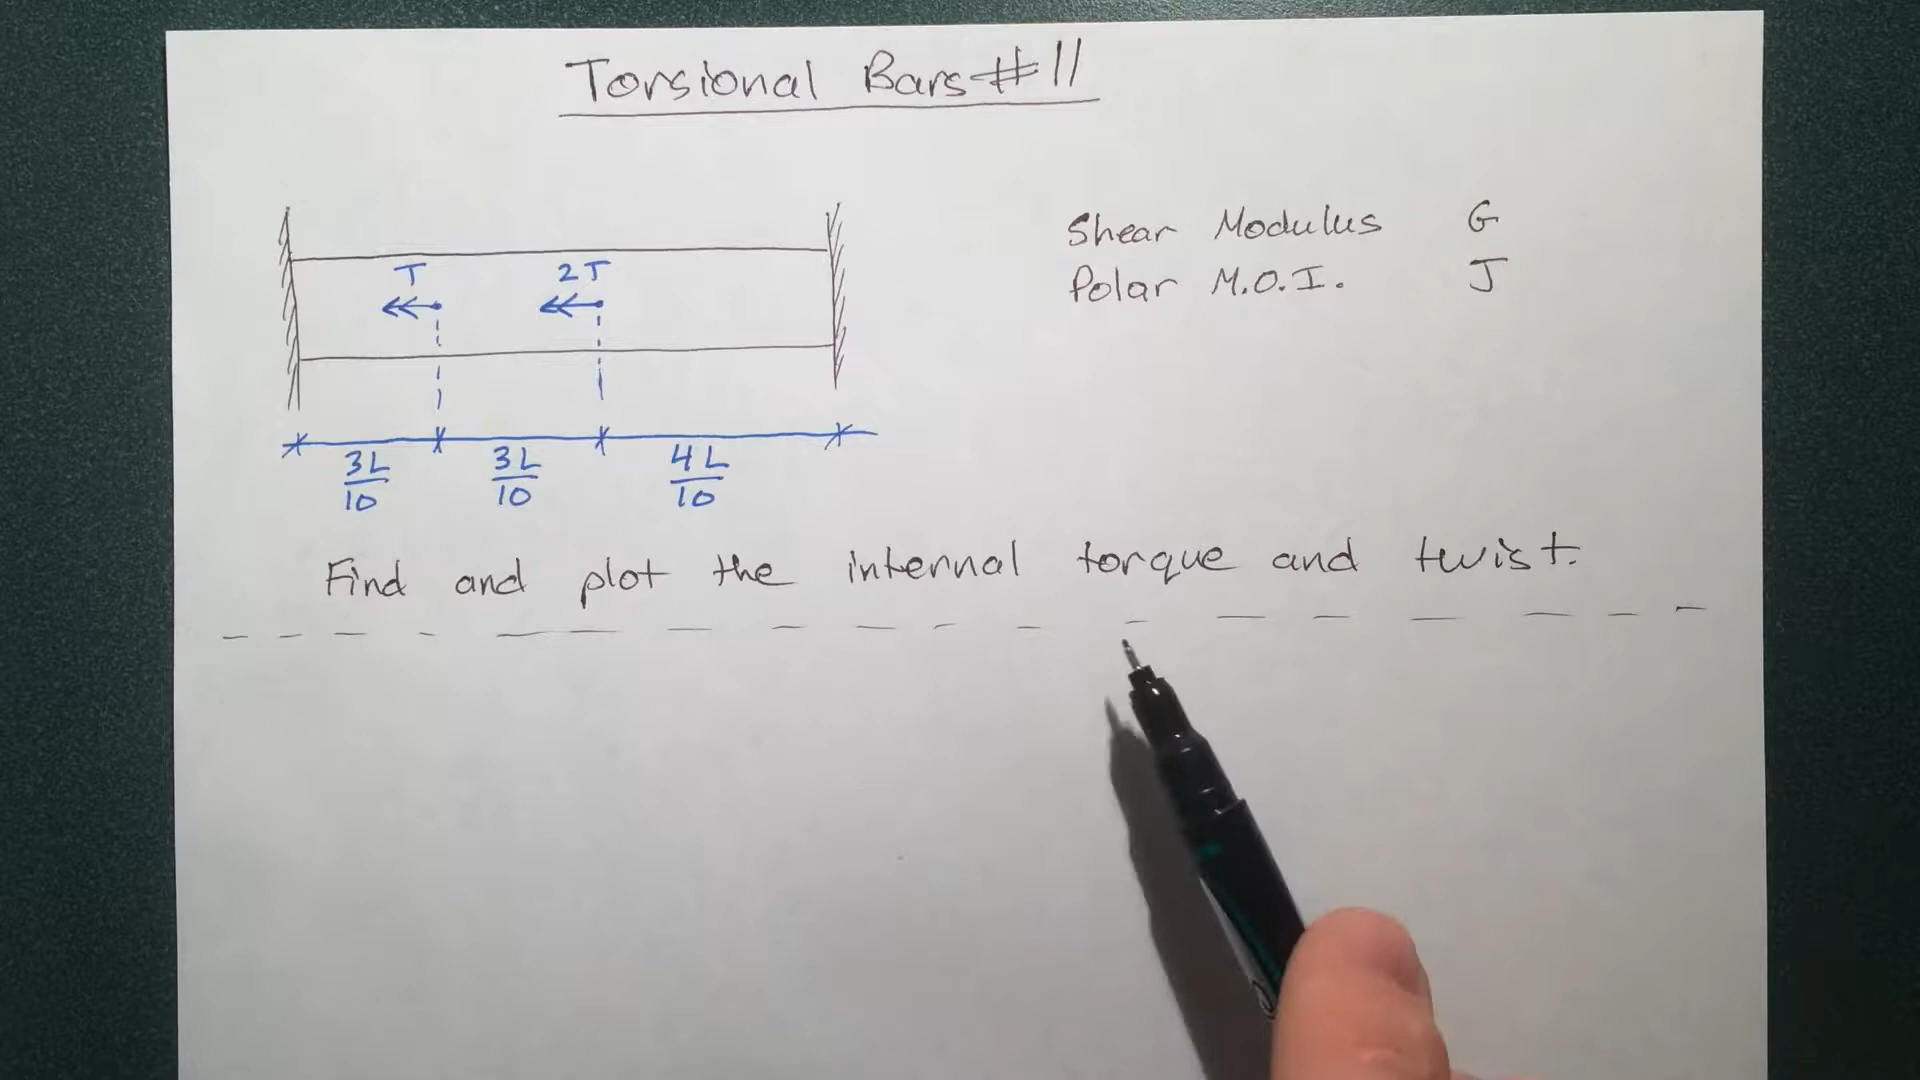 Torsional Bars #11
Shear Modulus G
Polar M.O.I. J
T 2T
3L/10 3L/10 4L/10
Find and plot the internal torque and twist.